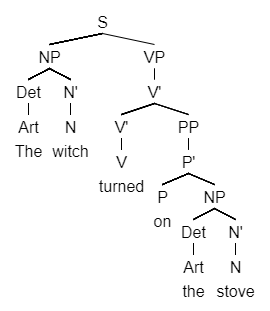 S
NP VP
Det N' V'
Art N V' PP
The witch V P'
turned P NP
on Det N'
Art N
the stove